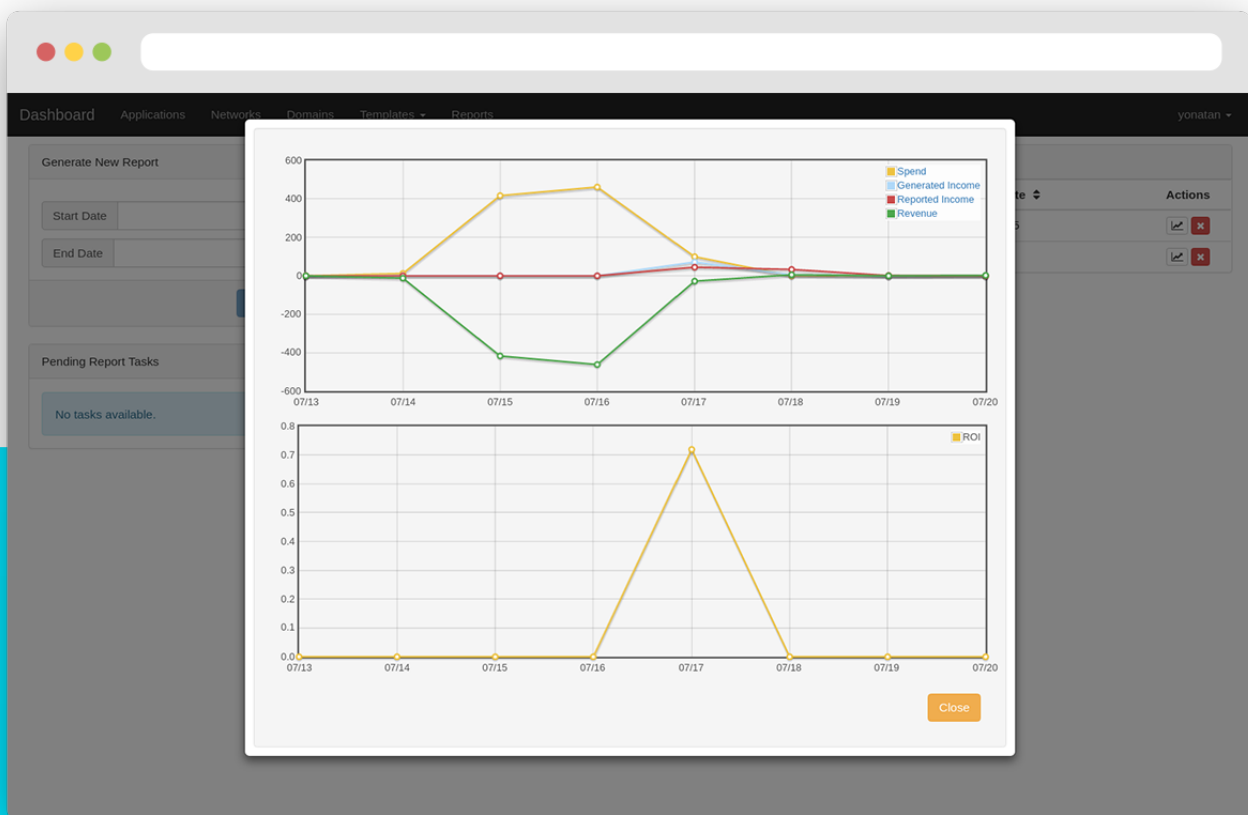 Dashboard Applications Networks Domains Templates Reports yonatan
Generate New Report
Start Date
End Date
Pending Report Tasks
No tasks available.
Actions
600
400
200
0
-200
-400
-600
07/13 07/14 07/15 07/16 07/17 07/18 07/19 07/20
Spend
Generated Income
Reported Income
Revenue
0.8
0.7
0.6
0.5
0.4
0.3
0.2
0.1
0.0
07/13 07/14 07/15 07/16 07/17 07/18 07/19 07/20
ROI
Close